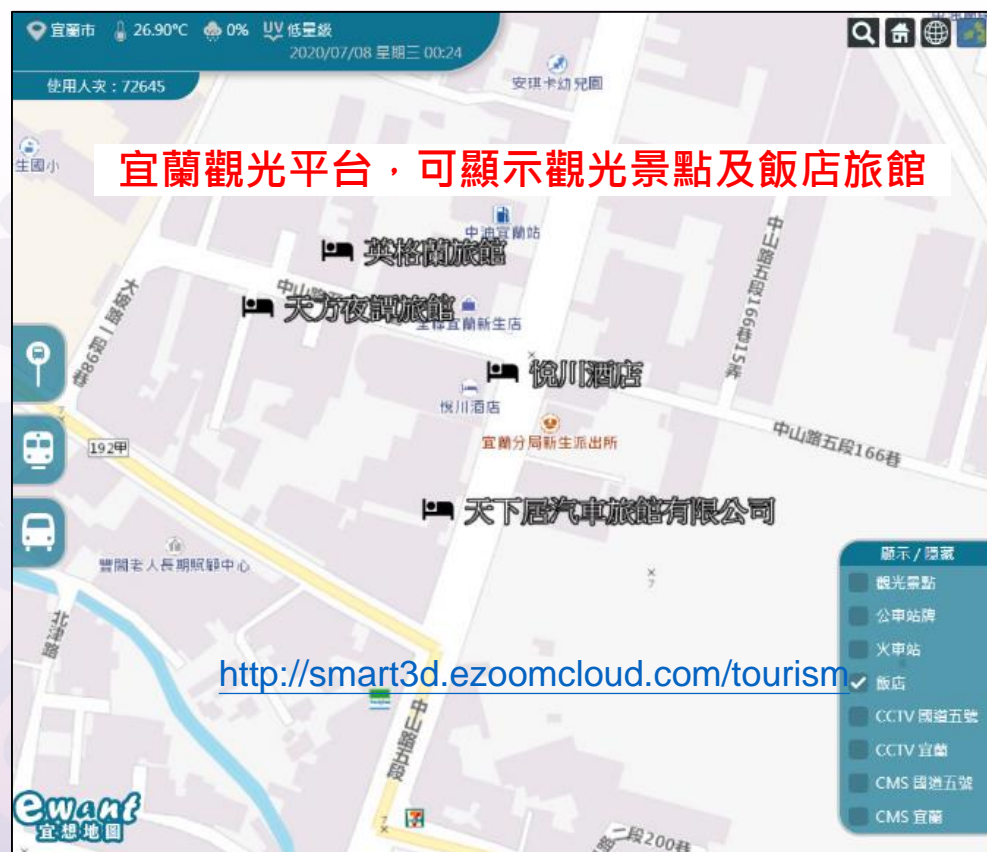 宜蘭市 26.90°C 0% UV 低量級
2020/07/08 星期三 00:24
使用人次：72645
安琪卡幼兒園
生國小
宜蘭觀光平台，可顯示觀光景點及飯店旅館
中油宜蘭站
英格蘭旅館
天方夜譚旅館
中山路
全聯宜蘭新生店
大坡路一段98巷
中山路五段166巷15弄
悅川酒店
悅川酒店
宜蘭分局新生派出所
中山路五段166巷
192甲
天下居汽車旅館有限公司
豐閣老人長期照顧中心
北津路
http://smart3d.ezoomcloud.com/tourism
中山路五段
二段200巷
顯示 / 隱藏
觀光景點
公車站牌
火車站
飯店
CCTV 國道五號
CCTV 宜蘭
CMS 國道五號
CMS 宜蘭
ewant
宜想地圖